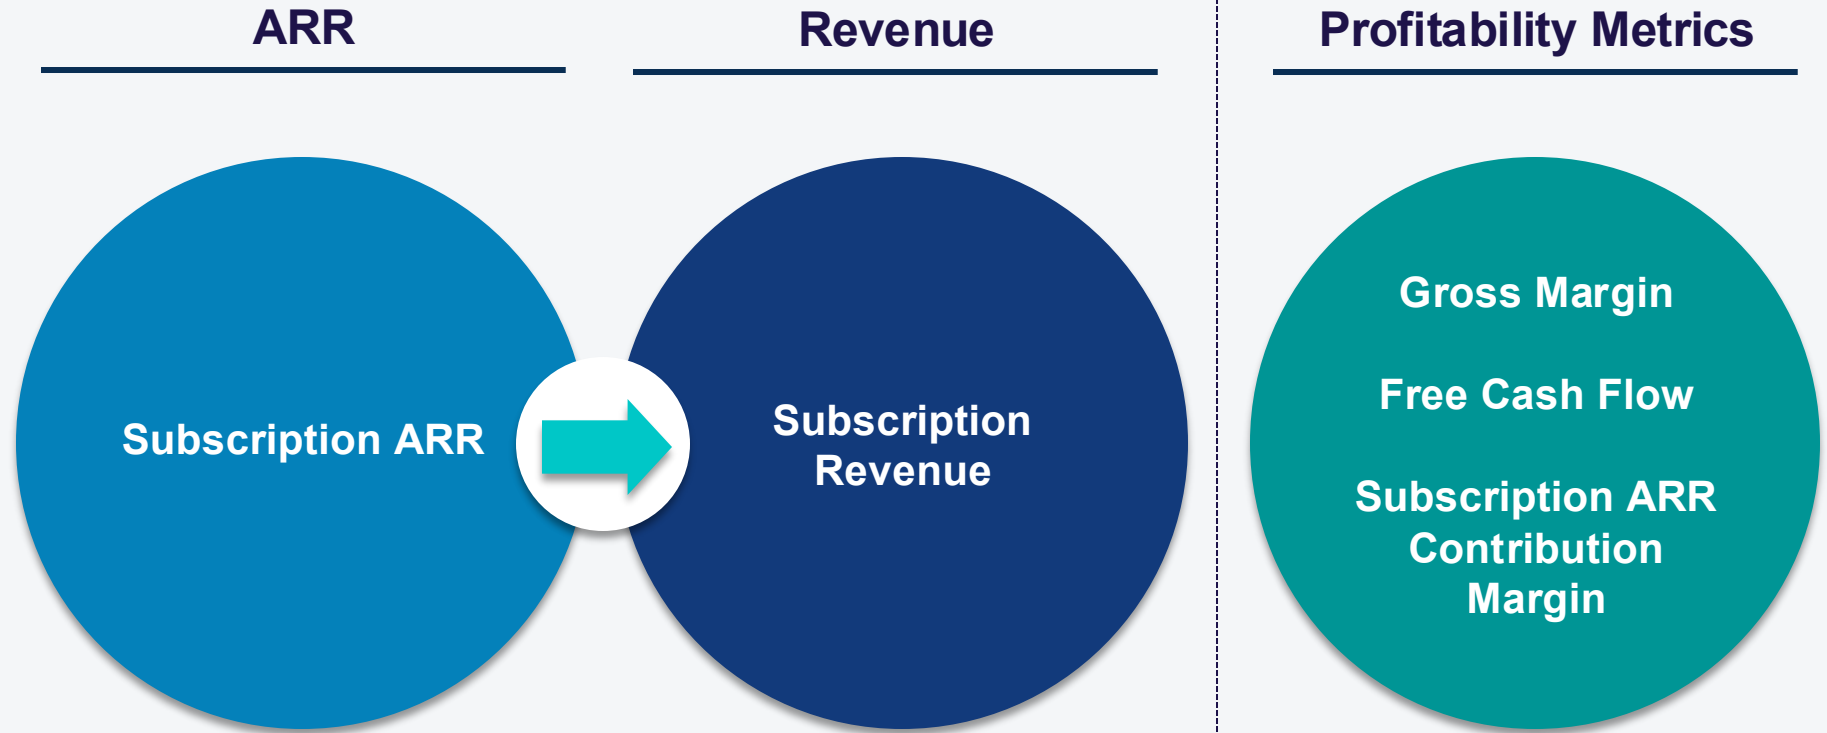 ARR
Revenue
Profitability Metrics
Subscription ARR
Subscription
Revenue
Gross Margin
Free Cash Flow
Subscription ARR
Contribution
Margin